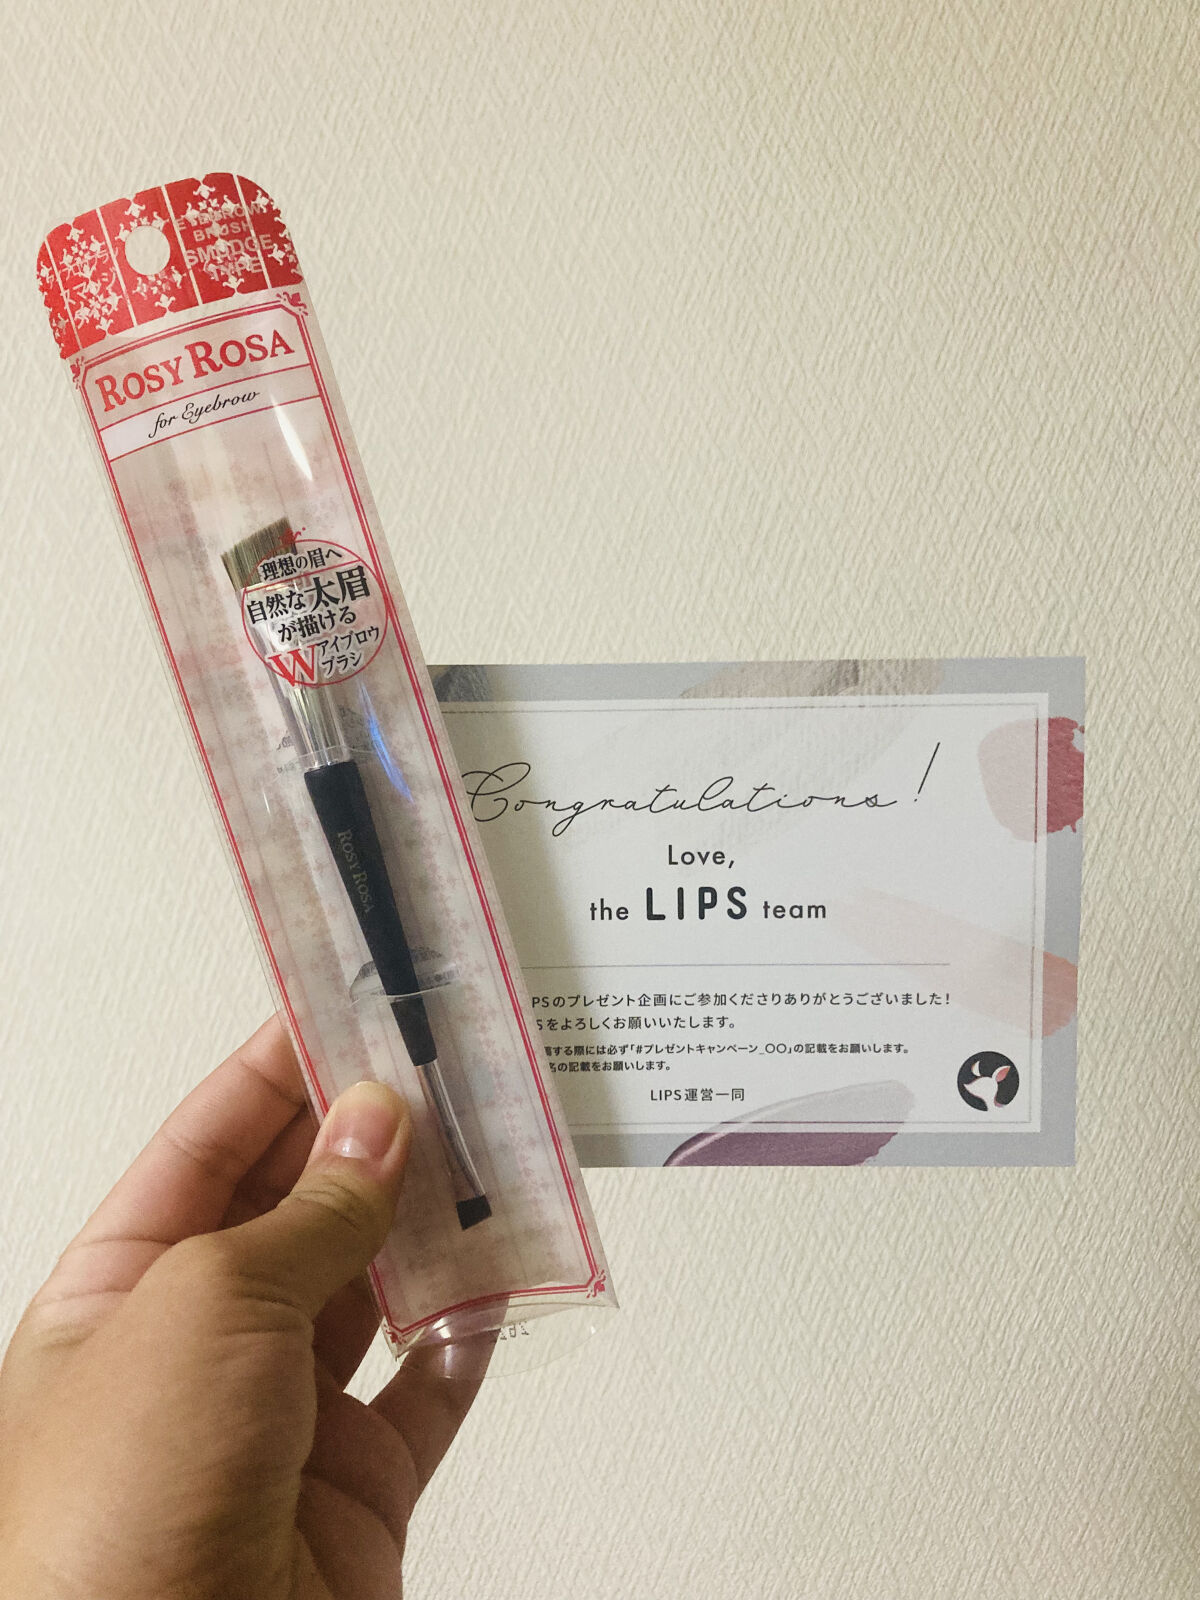 EYEBROW
BRUSH
SMUDGE
TYPE
ROSY ROSA
for Eyebrow
理想の眉へ
自然な太眉
が描ける
Wアイブロウ
ブラシ
ROSY ROSA
Congratulations!
Love,
the LIPS team
PSのプレゼント企画にご参加くださりありがとうございました!
Sをよろしくお願いいたします。
する際には必ず「#プレゼントキャンペーン_〇〇」の記載をお願いします。
名の記載をお願いします。
LIPS運営一同